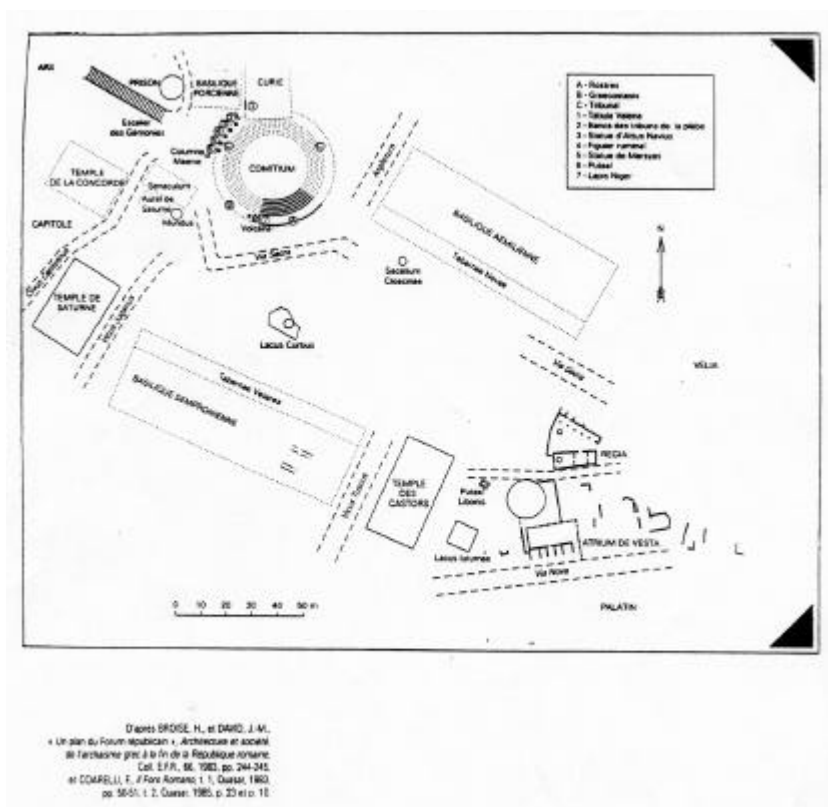 ARX
PRISON
BASILIQUE
PORCIENNE
CURIE
Escalier
des Gémonies
Columna
Maenia
COMITIUM
TEMPLE
DE LA CONCORDE
Senaculum
Autel de
Saturne
Mundus
Volcanal
CAPITOLE
Via Sacra
Argiletum
BASILIQUE AEMILIENNE
Tabernae Novae
Sacellum
Cloacinae
A - Rostres
B - Graecostasis
C - Tribunal
1 - Tabula Valeria
2 - Bancs des tribuns de la plèbe
3 - Statue d'Attus Navius
4 - Figuier ruminal
5 - Statue de Marsyas
6 - Puteal
7 - Lapis Niger
N
TEMPLE DE
SATURNE
Vicus Iugarius
Lacus Curtius
Tabernae Veteres
BASILIQUE SEMPRONIENNE
Via Sacra
VELIA
Vicus Tuscus
TEMPLE
DES
CASTORS
Puteal
Libonis
REGIA
Lacus Iuturnae
ATRIUM DE VESTA
Via Nova
PALATIN
0 10 20 30 40 50 m
D'après BROISE, H., et DAVID, J.-M.,
« Un plan du Forum républicain », Architecture et société,
de l'archaïsme grec à la fin de la République romaine,
Coll. E.F.R., 66, 1983, pp. 244-245,
et COARELLI, F., Il Foro Romano, t. 1, Quasar, 1983,
pp. 50-51, t. 2, Quasar, 1985, p. 23 et p. 10